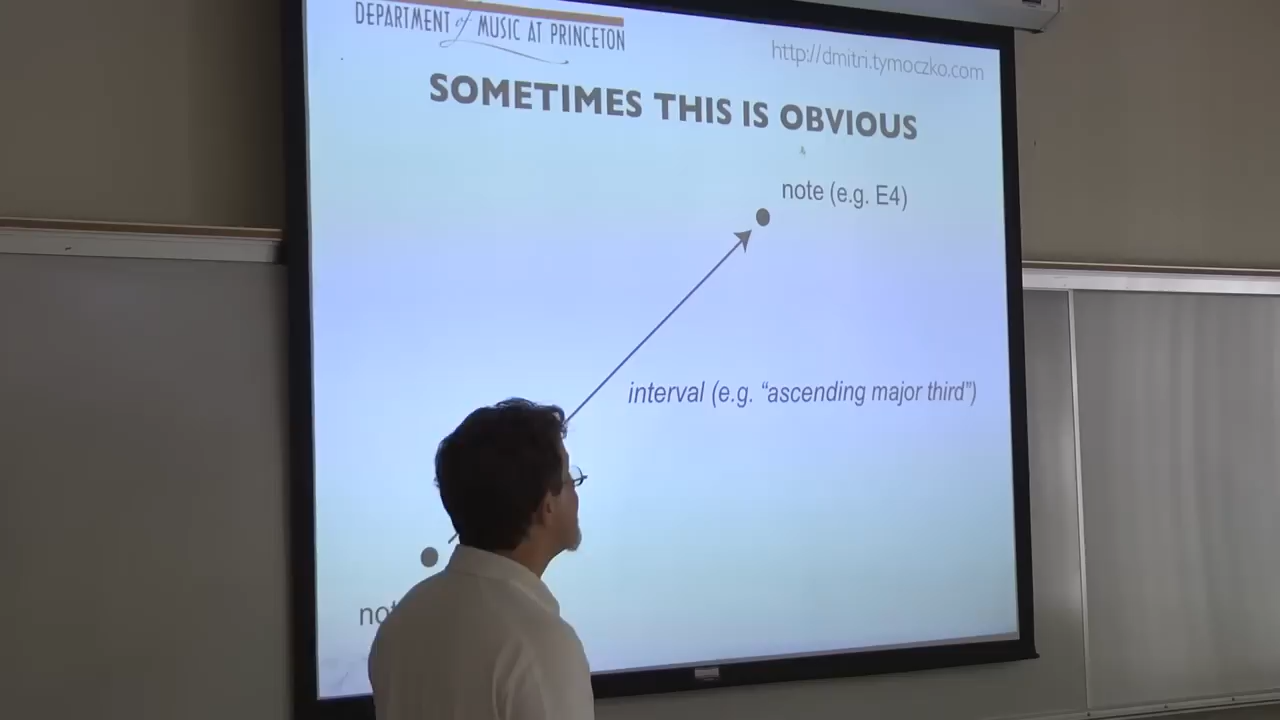 DEPARTMENT of MUSIC AT PRINCETON
http://dmitri.tymoczko.com
SOMETIMES THIS IS OBVIOUS
note (e.g. E4)
interval (e.g. “ascending major third”)